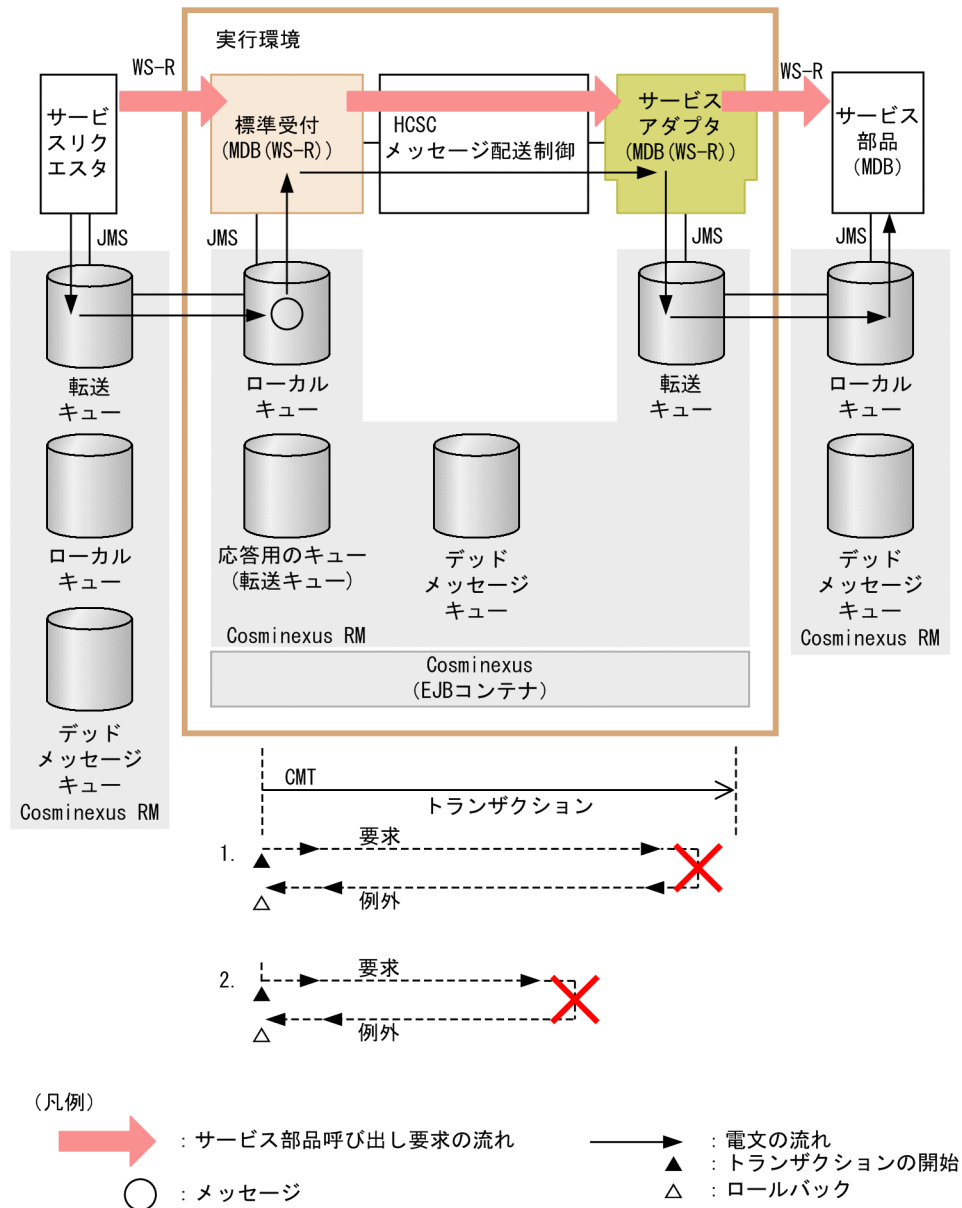 実行環境
WS-R
WS-R
サービ
スリク
エスタ
標準受付
(MDB(WS-R))
HCSC
メッセージ配送制御
サービス
アダプタ
(MDB(WS-R))
サービス
部品
(MDB)
JMS
JMS
JMS
JMS
転送
キュー
ローカル
キュー
転送
キュー
ローカル
キュー
ローカル
キュー
応答用のキュー
(転送キュー)
デッド
メッセージ
キュー
デッド
メッセージ
キュー
Cosminexus RM
Cosminexus RM
Cosminexus
(EJBコンテナ)
デッド
メッセージ
キュー
Cosminexus RM
CMT
トランザクション
1.
要求
例外
2.
要求
例外
(凡例)
：サービス部品呼び出し要求の流れ
：電文の流れ
：トランザクションの開始
：メッセージ
：ロールバック